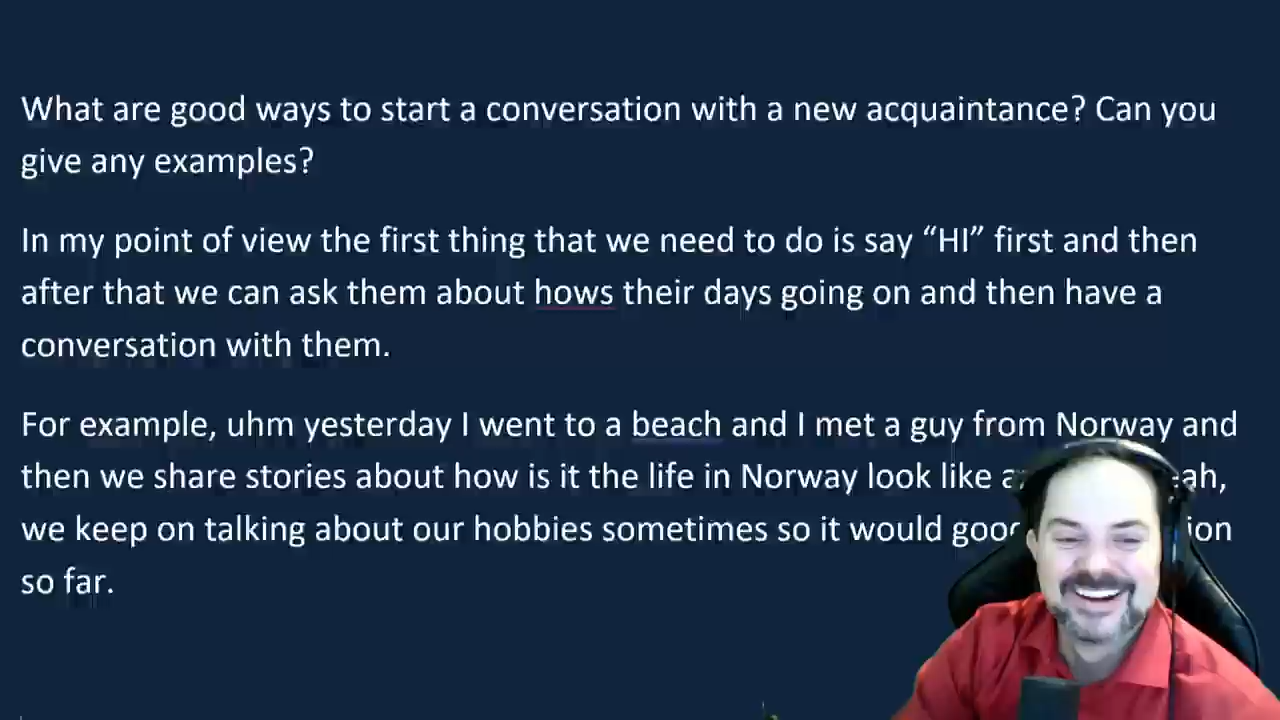 What are good ways to start a conversation with a new acquaintance? Can you
give any examples?
In my point of view the first thing that we need to do is say “HI” first and then
after that we can ask them about hows their days going on and then have a
conversation with them.
For example, uhm yesterday I went to a beach and I met a guy from Norway and
then we share stories about how is it the life in Norway look like
we keep on talking about our hobbies sometimes so it would
so far.